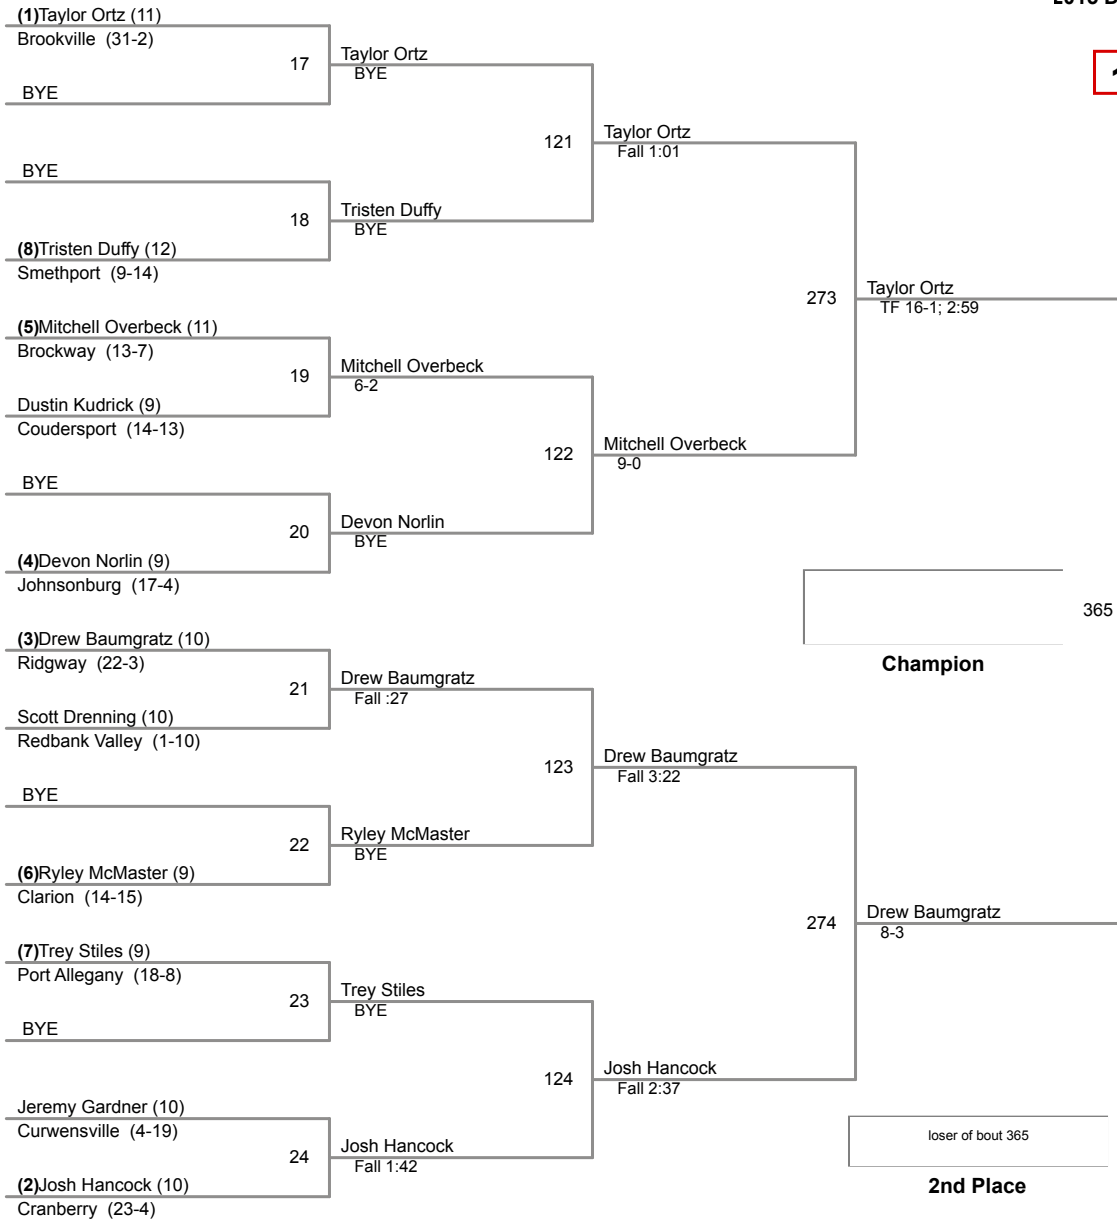 (1)Taylor Ortz (11)
Brookville (31-2)
17
BYE
Taylor Ortz
BYE
BYE
18
(8)Tristen Duffy (12)
Smethport (9-14)
Tristen Duffy
BYE
121
Taylor Ortz
Fall 1:01
(5)Mitchell Overbeck (11)
Brockway (13-7)
19
Dustin Kudrick (9)
Coudersport (14-13)
Mitchell Overbeck
6-2
BYE
20
(4)Devon Norlin (9)
Johnsonburg (17-4)
Devon Norlin
BYE
122
Mitchell Overbeck
9-0
273
Taylor Ortz
TF 16-1; 2:59
(3)Drew Baumgratz (10)
Ridgway (22-3)
21
Scott Drenning (10)
Redbank Valley (1-10)
Drew Baumgratz
Fall :27
BYE
22
(6)Ryley McMaster (9)
Clarion (14-15)
Ryley McMaster
BYE
123
Drew Baumgratz
Fall 3:22
(7)Trey Stiles (9)
Port Allegany (18-8)
23
BYE
Trey Stiles
BYE
Jeremy Gardner (10)
Curwensville (4-19)
24
(2)Josh Hancock (10)
Cranberry (23-4)
Josh Hancock
Fall 1:42
124
Josh Hancock
Fall 2:37
274
Drew Baumgratz
8-3
365
Champion
loser of bout 365
2nd Place